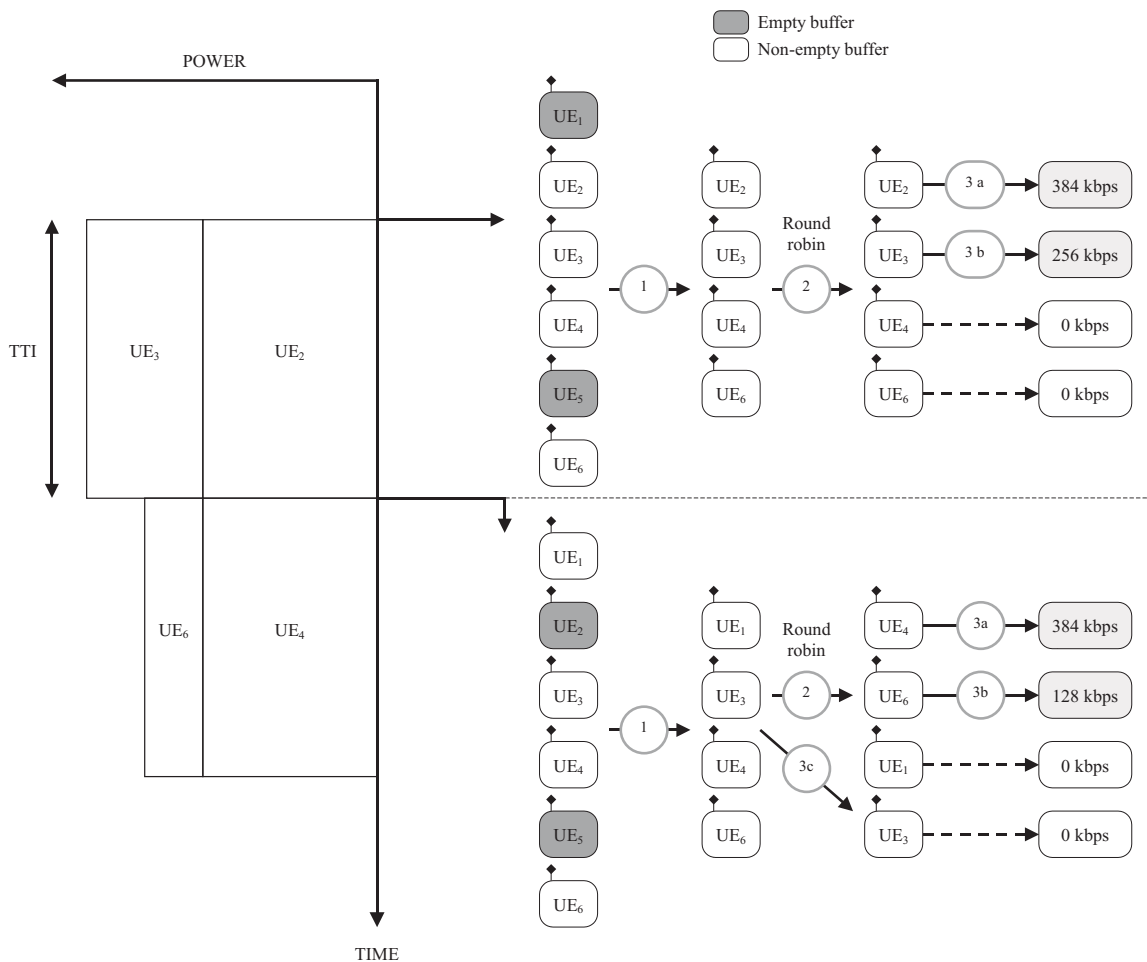 Empty buffer
Non-empty buffer
POWER
TTI
UE₃
UE₂
UE₆
UE₄
TIME
UE₁
UE₂
UE₃
UE₄
UE₅
UE₆
1
UE₂
UE₃
UE₄
UE₆
Round
robin
2
UE₂
3 a
384 kbps
UE₃
3 b
256 kbps
UE₄
0 kbps
UE₆
0 kbps
UE₁
UE₂
UE₃
UE₄
UE₅
UE₆
1
UE₁
UE₃
UE₄
UE₆
Round
robin
2
3c
UE₄
3a
384 kbps
UE₆
3b
128 kbps
UE₁
0 kbps
UE₃
0 kbps